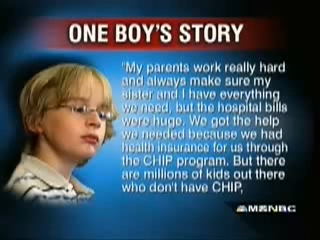 ONE BOY'S STORY
"My parents work really hard
and always make sure my
sister and I have everything
we need, but the hospital bills
were huge. We got the help
we needed because we had
health insurance for us through
the CHIP program. But there
are millions of kids out there
who don't have CHIP,
MSNBC